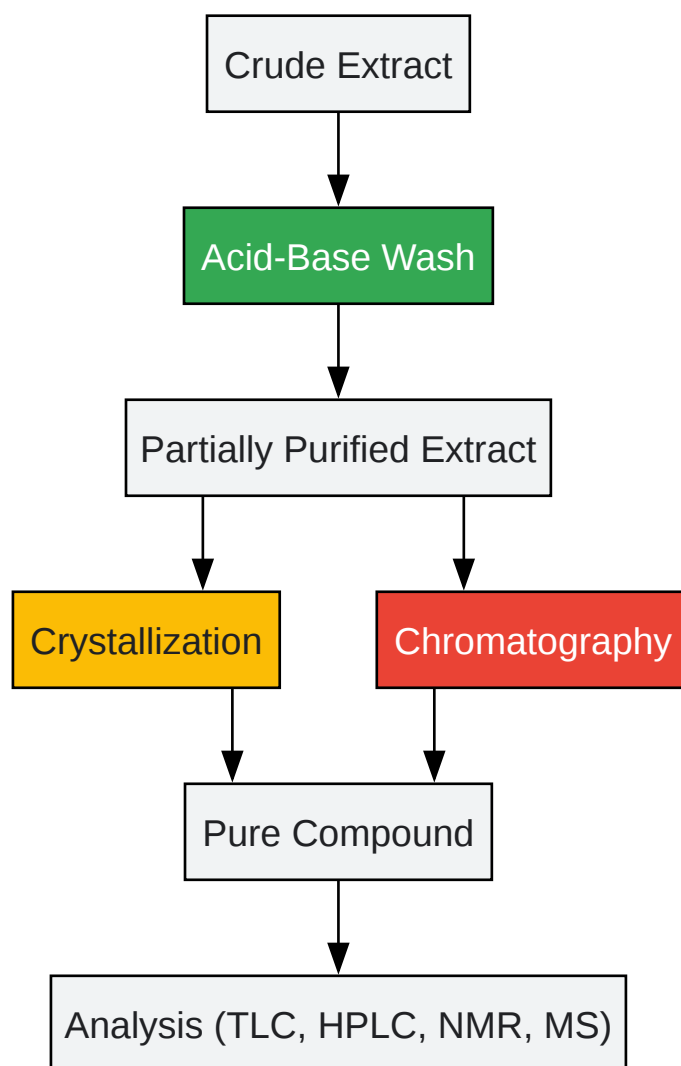 Crude Extract
Acid-Base Wash
Partially Purified Extract
Crystallization
Chromatography
Pure Compound
Analysis (TLC, HPLC, NMR, MS)